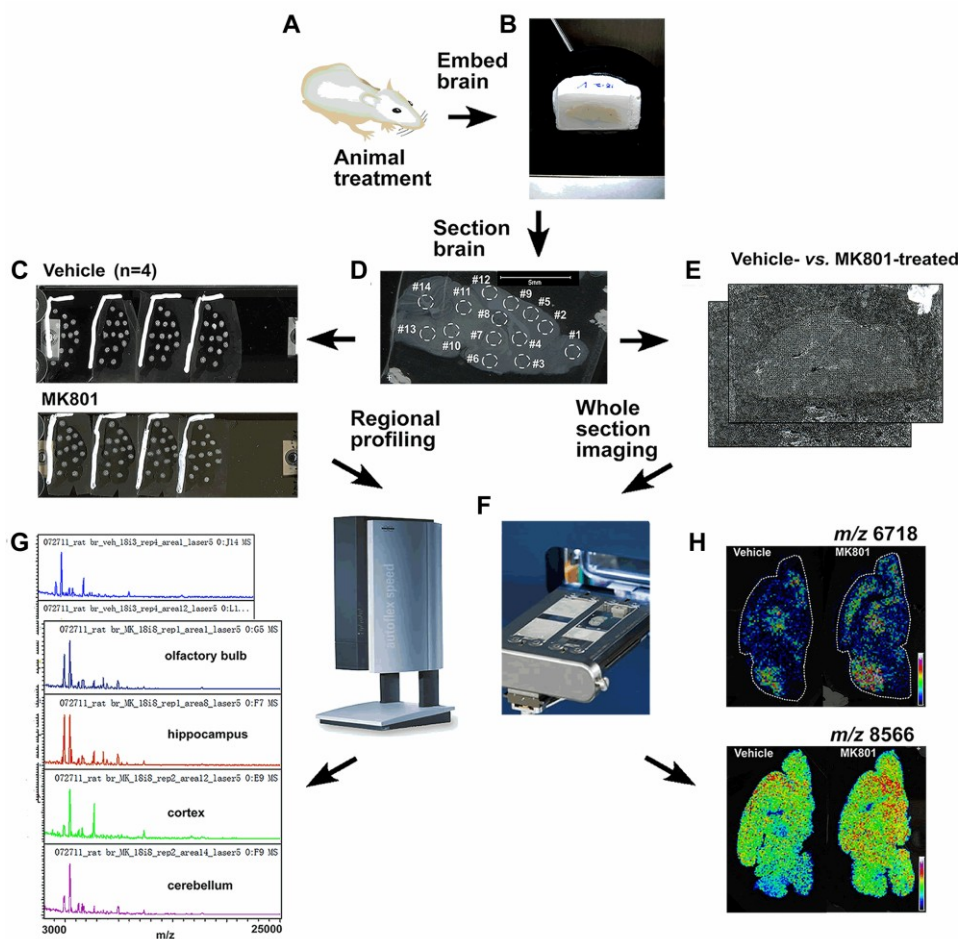 A
B
Embed
brain
Animal
treatment
Section
brain
C
Vehicle (n=4)
MK801
D
#12
5mm
#14
#11
#9
#5
#8
#2
#1
#13
#7
#4
#10
#6
#3
E
Vehicle- vs. MK801-treated
Regional
profiling
Whole
section
imaging
F
autoflex speed
G
072711_rat br_veh_18i3_rep4_area1_laser5 0:J14 MS
072711_rat br_veh_18i3_rep4_area12_laser5 0:L1...
072711_rat br_MK_18i8_rep1_area1_laser5 0:G5 MS
olfactory bulb
072711_rat br_MK_18i8_rep1_area8_laser5 0:F7 MS
hippocampus
072711_rat br_MK_18i8_rep2_area12_laser5 0:E9 MS
cortex
072711_rat br_MK_18i8_rep2_area14_laser5 0:F9 MS
cerebellum
3000
25000
m/z
H
m/z 6718
Vehicle
MK801
m/z 8566
Vehicle
MK801